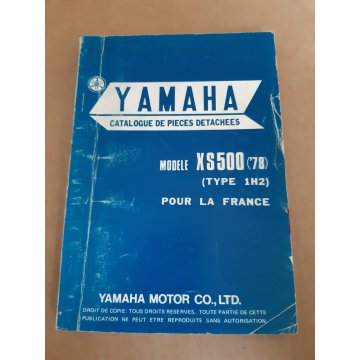 YAMAHA
CATALOGUE DE PIECES DETACHEES
MODELE XS500('78)
(TYPE 1H2)
POUR LA FRANCE
YAMAHA MOTOR CO., LTD.
DROIT DE COPIE. TOUS DROITS RESERVES. TOUTE PARTIE DE CETTE
PUBLICATION NE PEUT ETRE REPRODUITE SANS AUTORISATION.